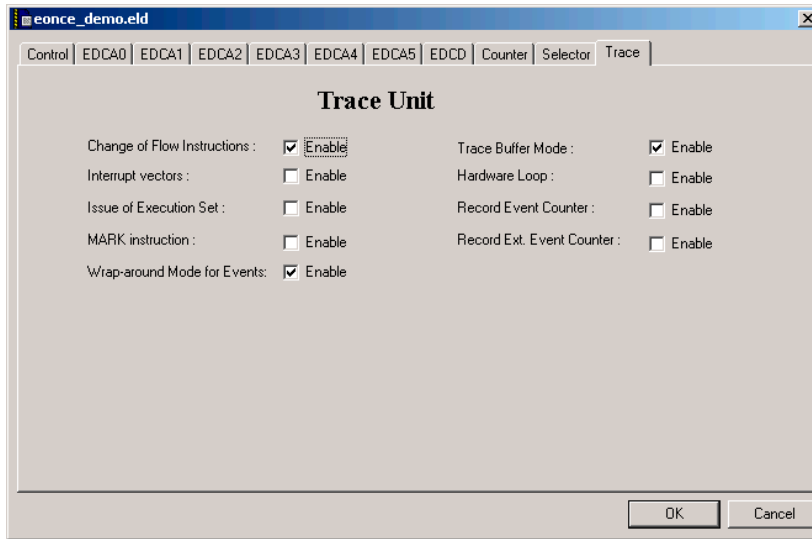 eonce_demo.eld
Control EDCA0 EDCA1 EDCA2 EDCA3 EDCA4 EDCA5 EDCD Counter Selector Trace
Trace Unit
Change of Flow Instructions : Enable Trace Buffer Mode : Enable
Interrupt vectors : Enable Hardware Loop : Enable
Issue of Execution Set : Enable Record Event Counter : Enable
MARK instruction : Enable Record Ext. Event Counter : Enable
Wrap-around Mode for Events: Enable
OK Cancel